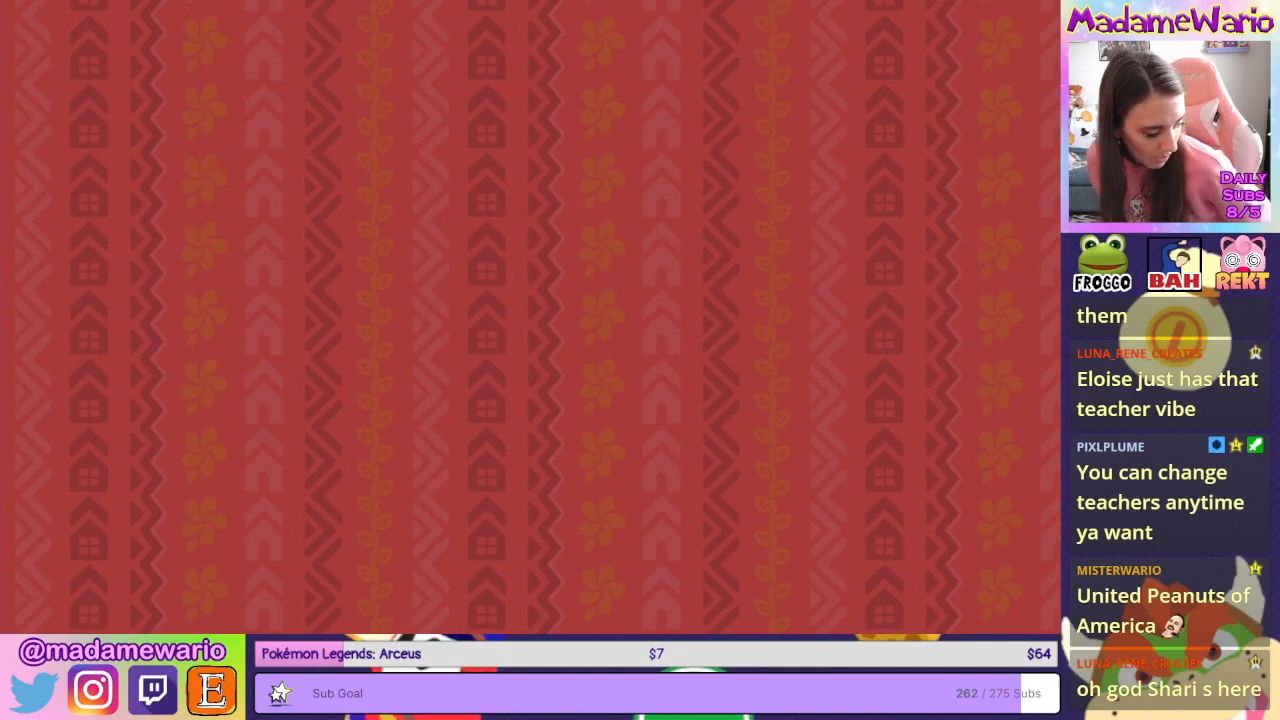 MadameWario
Daily
Subs
8/5
FROGGO
BAH
REKT
them
LUNA_RENE_CREATES
Eloise just has that
teacher vibe
PIXLPLUME
You can change
teachers anytime
ya want
MISTERWARIO
United Peanuts of
America
LUNA_RENE_CREATES
oh god Shari s here
@madamewario
E
Pokémon Legends: Arceus $7 $64
Sub Goal 262 / 275 Subs